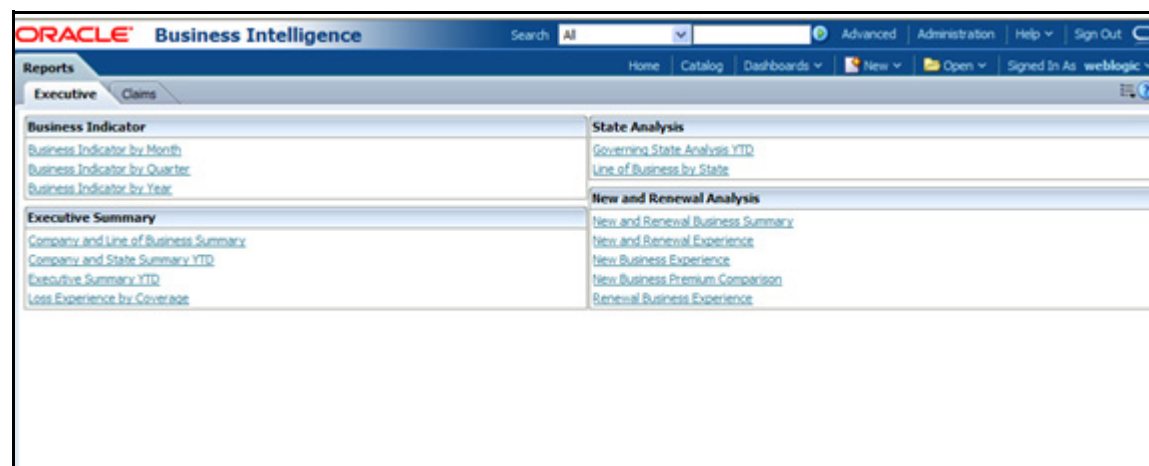 ORACLE Business Intelligence Search All Advanced Administration Help Sign Out
Reports Home Catalog Dashboards New Open Signed In As weblogic
Executive Claims
Business Indicator
Business Indicator by Month
Business Indicator by Quarter
Business Indicator by Year
Executive Summary
Company and Line of Business Summary
Company and State Summary YTD
Executive Summary YTD
Loss Experience by Coverage
State Analysis
Governing State Analysis YTD
Line of Business by State
New and Renewal Analysis
New and Renewal Business Summary
New and Renewal Experience
New Business Experience
New Business Premium Comparison
Renewal Business Experience